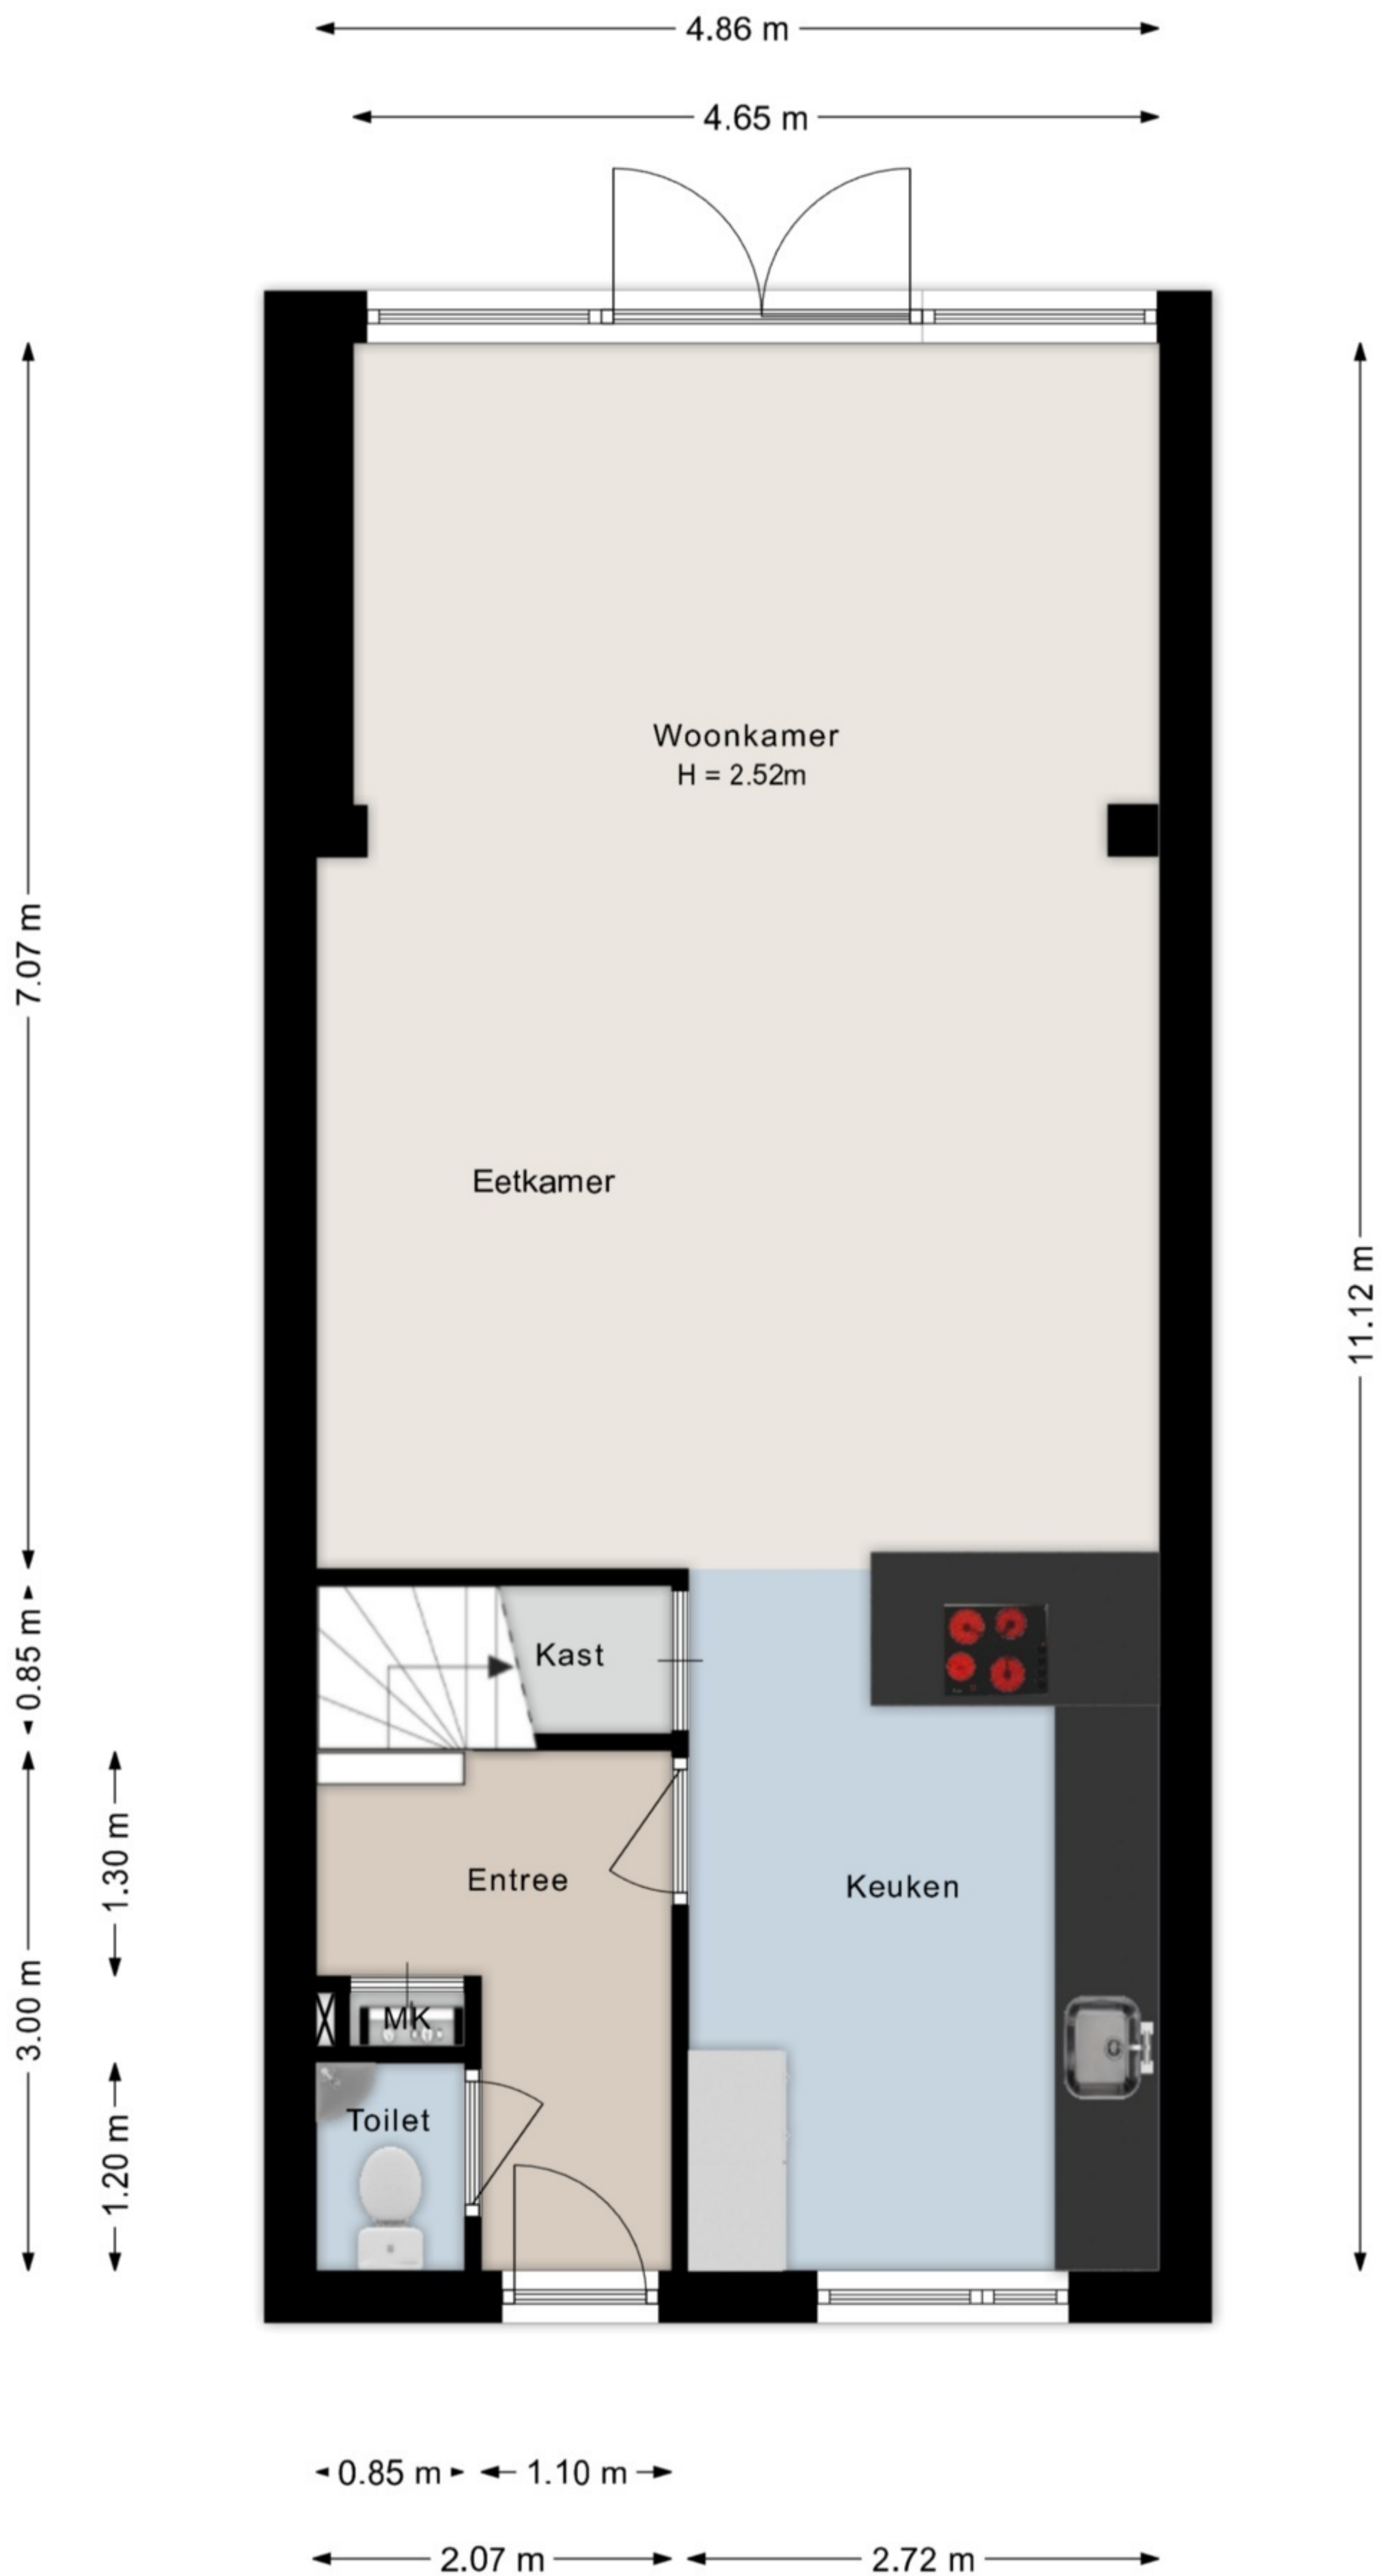 4.86 m
4.65 m
Woonkamer
H = 2.52m
7.07 m
Eetkamer
11.12 m
Kast
0.85 m
1.30 m
Entree
Keuken
3.00 m
MK
Toilet
1.20 m
0.85 m
1.10 m
2.07 m
2.72 m